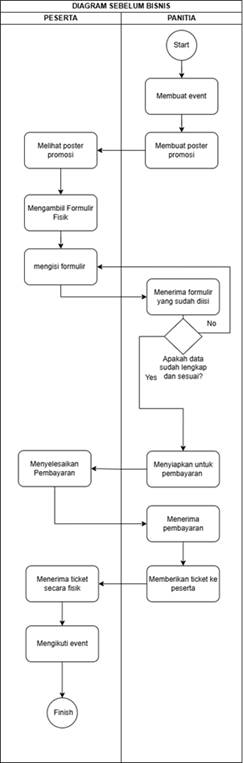 DIAGRAM SEBELUM BISNIS
PESERTA
PANITIA
Start
Membuat event
Membuat poster
promosi
Melihat poster
promosi
Mengambiil Formulir
Fisik
mengisi formulir
Menerima formulir
yang sudah diisi
No
Apakah data
sudah lengkap
dan sesuai?
Yes
Menyiapkan untuk
pembayaran
Menyelesaikan
Pembayaran
Menerima
pembayaran
Memberikan ticket ke
peserta
Menerima ticket
secara fisik
Mengikuti event
Finish